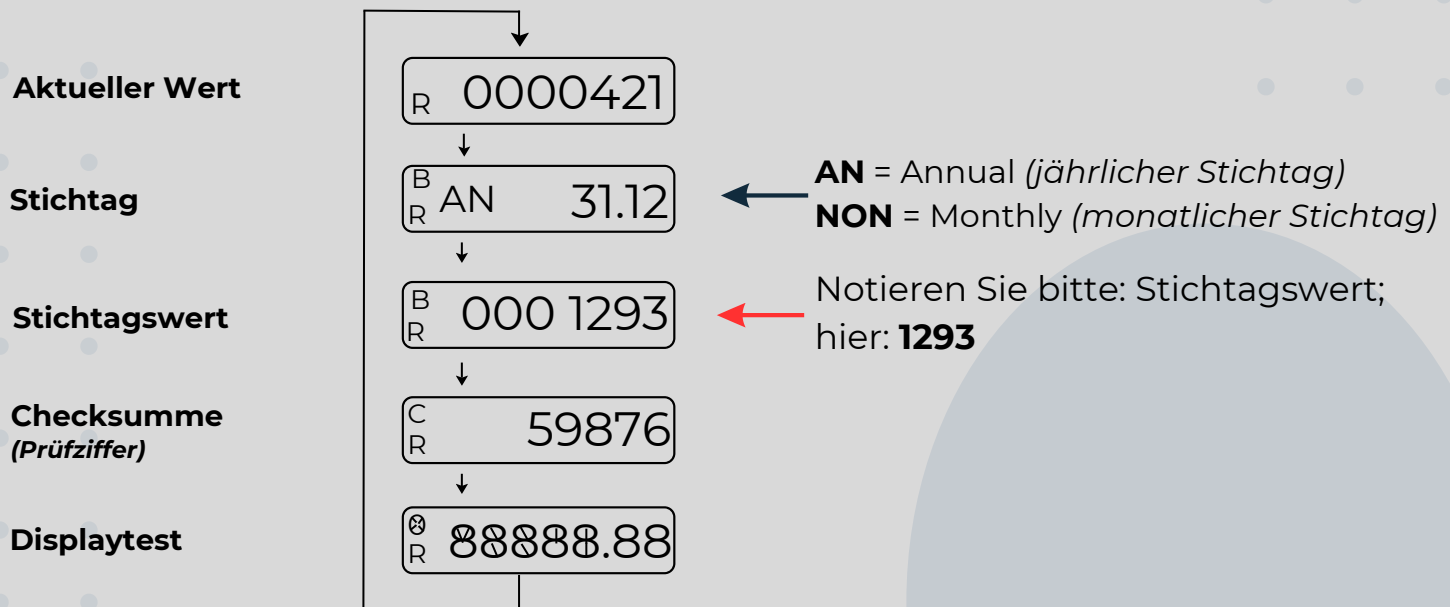 Aktueller Wert
R 0000421
Stichtag
B
R AN 31.12
AN = Annual (jährlicher Stichtag)
NON = Monthly (monatlicher Stichtag)
Stichtagswert
B
R 000 1293
Notieren Sie bitte: Stichtagswert;
hier: 1293
Checksumme
(Prüfziffer)
C
R 59876
Displaytest
R 88888.88